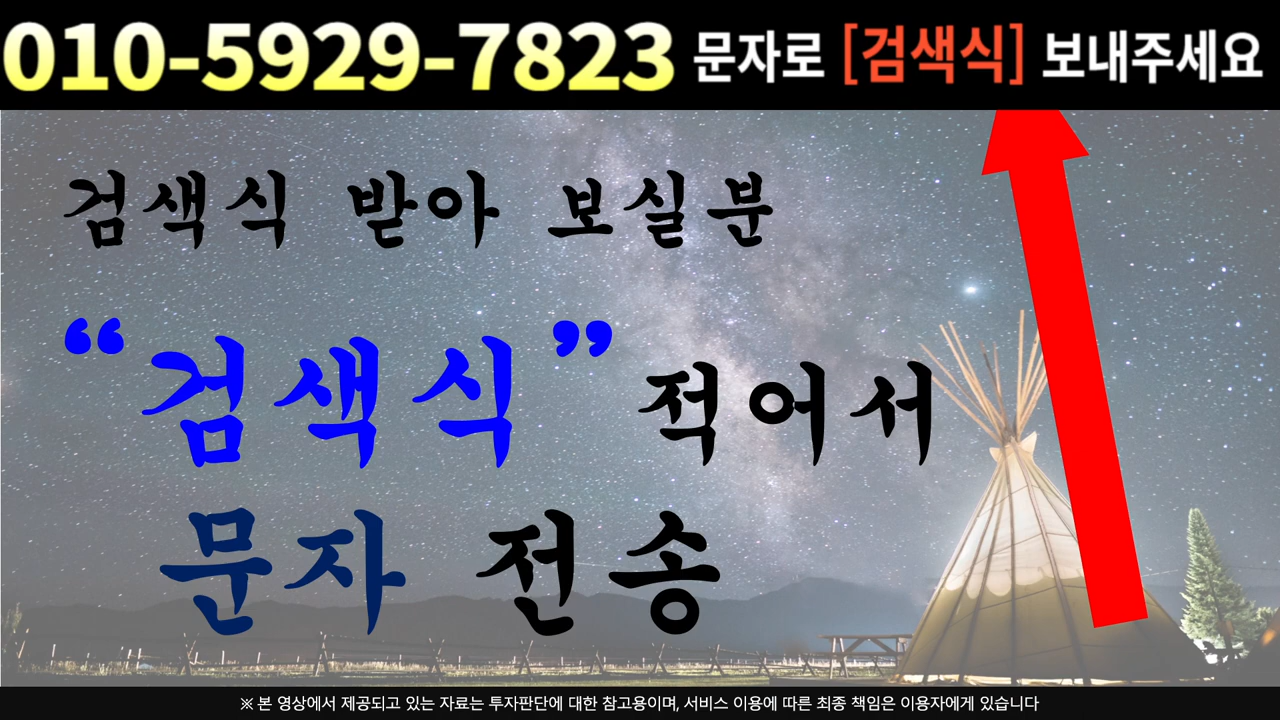 010-5929-7823 문자로 [검색식] 보내주세요
검색식 받아 보실분
“검색식” 적어서
문자 전송
※ 본 영상에서 제공되고 있는 자료는 투자판단에 대한 참고용이며, 서비스 이용에 따른 최종 책임은 이용자에게 있습니다